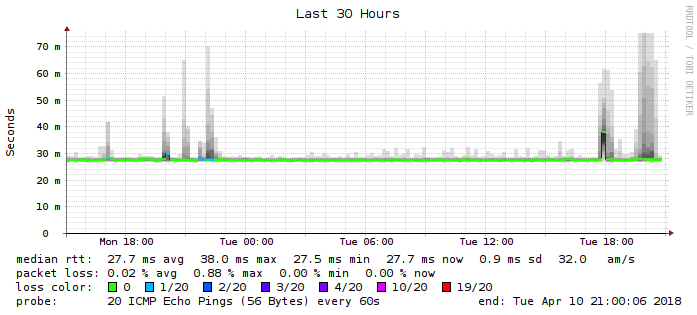 Last 30 Hours
RRDTOOL / TOBI OETIKER
Seconds
70 m
60 m
50 m
40 m
30 m
20 m
10 m
0
Mon 18:00 Tue 00:00 Tue 06:00 Tue 12:00 Tue 18:00
median rtt: 27.7 ms avg 38.0 ms max 27.5 ms min 27.7 ms now 0.9 ms sd 32.0 am/s
packet loss: 0.02 % avg 0.88 % max 0.00 % min 0.00 % now
loss color: 0 1/20 2/20 3/20 4/20 10/20 19/20
probe: 20 ICMP Echo Pings (56 Bytes) every 60s end: Tue Apr 10 21:00:06 2018